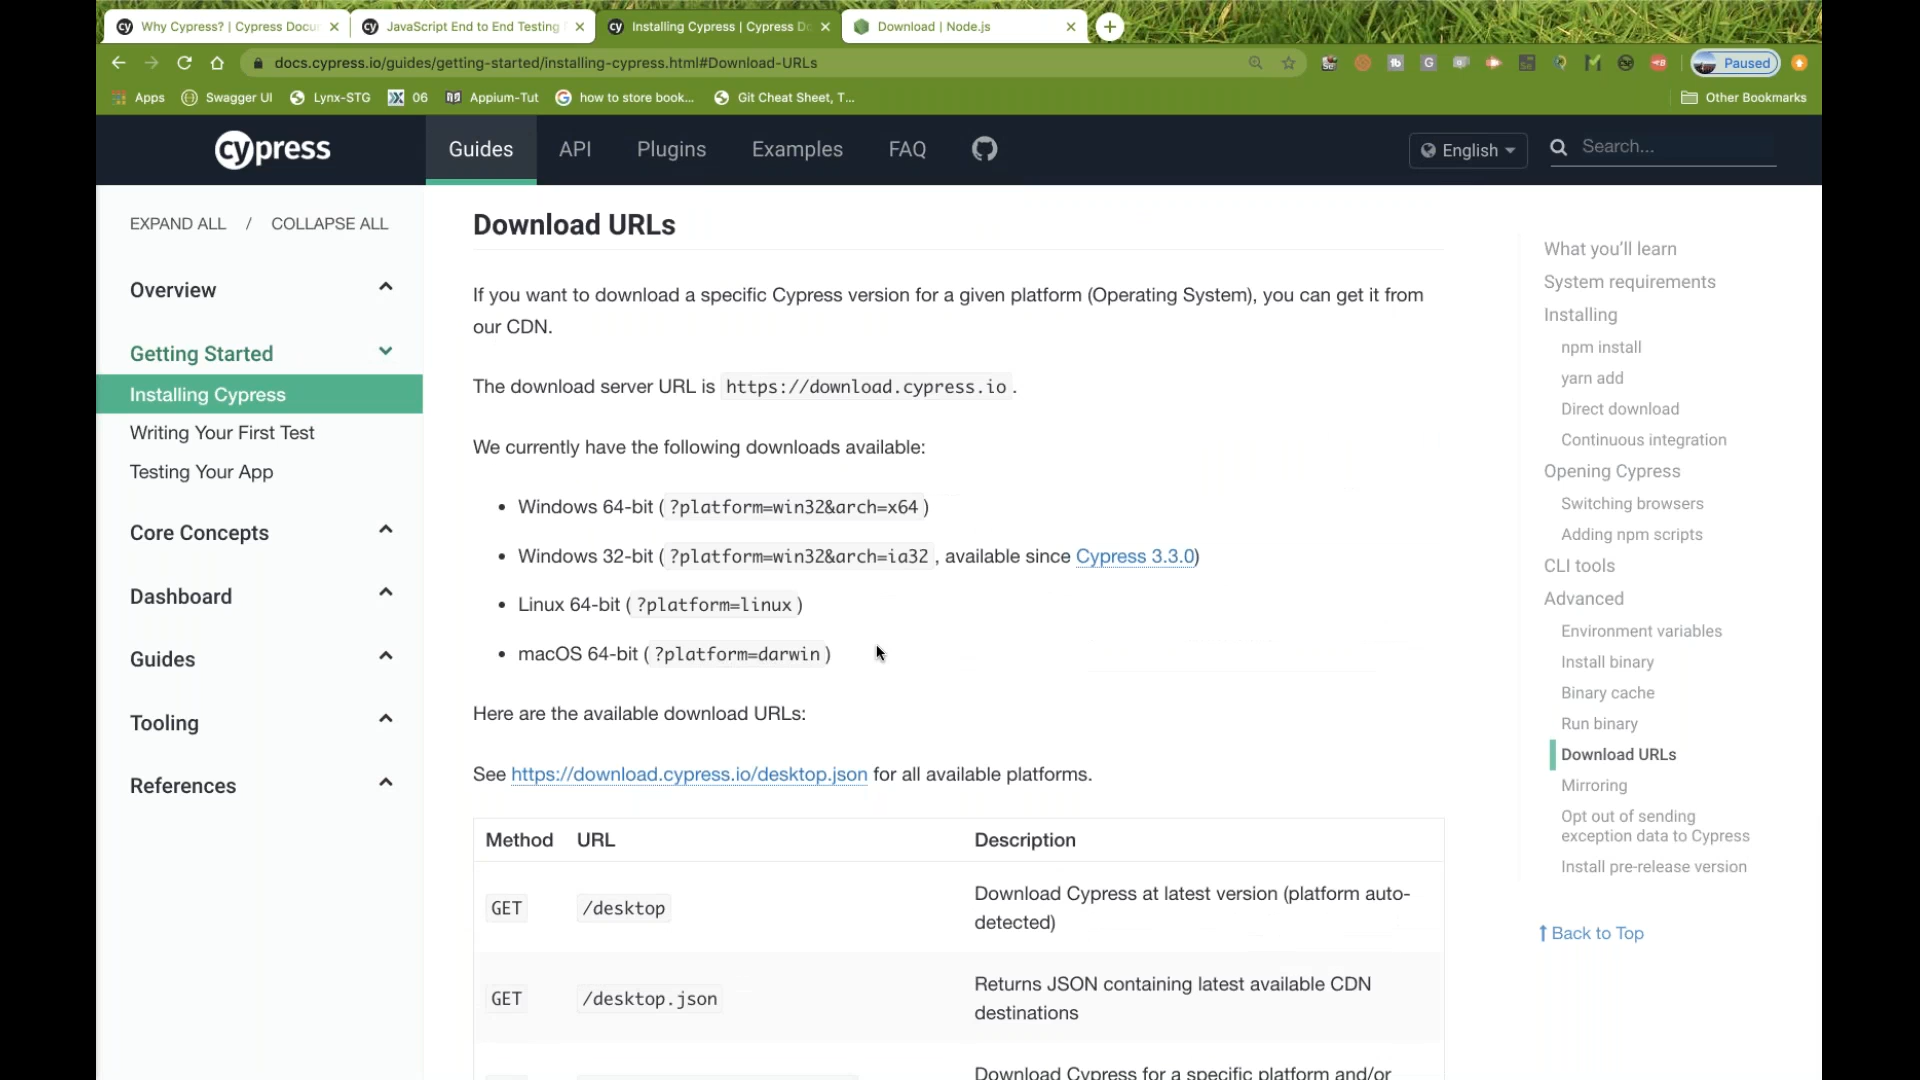 Why Cypress? | Cypress Docur
JavaScript End to End Testing
Installing Cypress | Cypress Do
Download | Node.js
docs.cypress.io/guides/getting-started/installing-cypress.html#Download-URLs
Paused
Apps
Swagger UI
Lynx-STG
06
Appium-Tut
how to store book...
Git Cheat Sheet, T...
Other Bookmarks
cypress
Guides
API
Plugins
Examples
FAQ
English
Search...
EXPAND ALL / COLLAPSE ALL
Overview
Getting Started
Installing Cypress
Writing Your First Test
Testing Your App
Core Concepts
Dashboard
Guides
Tooling
References
Download URLs
If you want to download a specific Cypress version for a given platform (Operating System), you can get it from
our CDN.
The download server URL is https://download.cypress.io.
We currently have the following downloads available:
• Windows 64-bit (?platform=win32&arch=x64)
• Windows 32-bit (?platform=win32&arch=ia32, available since Cypress 3.3.0)
• Linux 64-bit (?platform=linux)
• macOS 64-bit (?platform=darwin)
Here are the available download URLs:
See https://download.cypress.io/desktop.json for all available platforms.
Method URL Description
GET /desktop Download Cypress at latest version (platform auto-
detected)
GET /desktop.json Returns JSON containing latest available CDN
destinations
Download Cypress for a specific platform and/or
What you'll learn
System requirements
Installing
npm install
yarn add
Direct download
Continuous integration
Opening Cypress
Switching browsers
Adding npm scripts
CLI tools
Advanced
Environment variables
Install binary
Binary cache
Run binary
Download URLs
Mirroring
Opt out of sending
exception data to Cypress
Install pre-release version
Back to Top